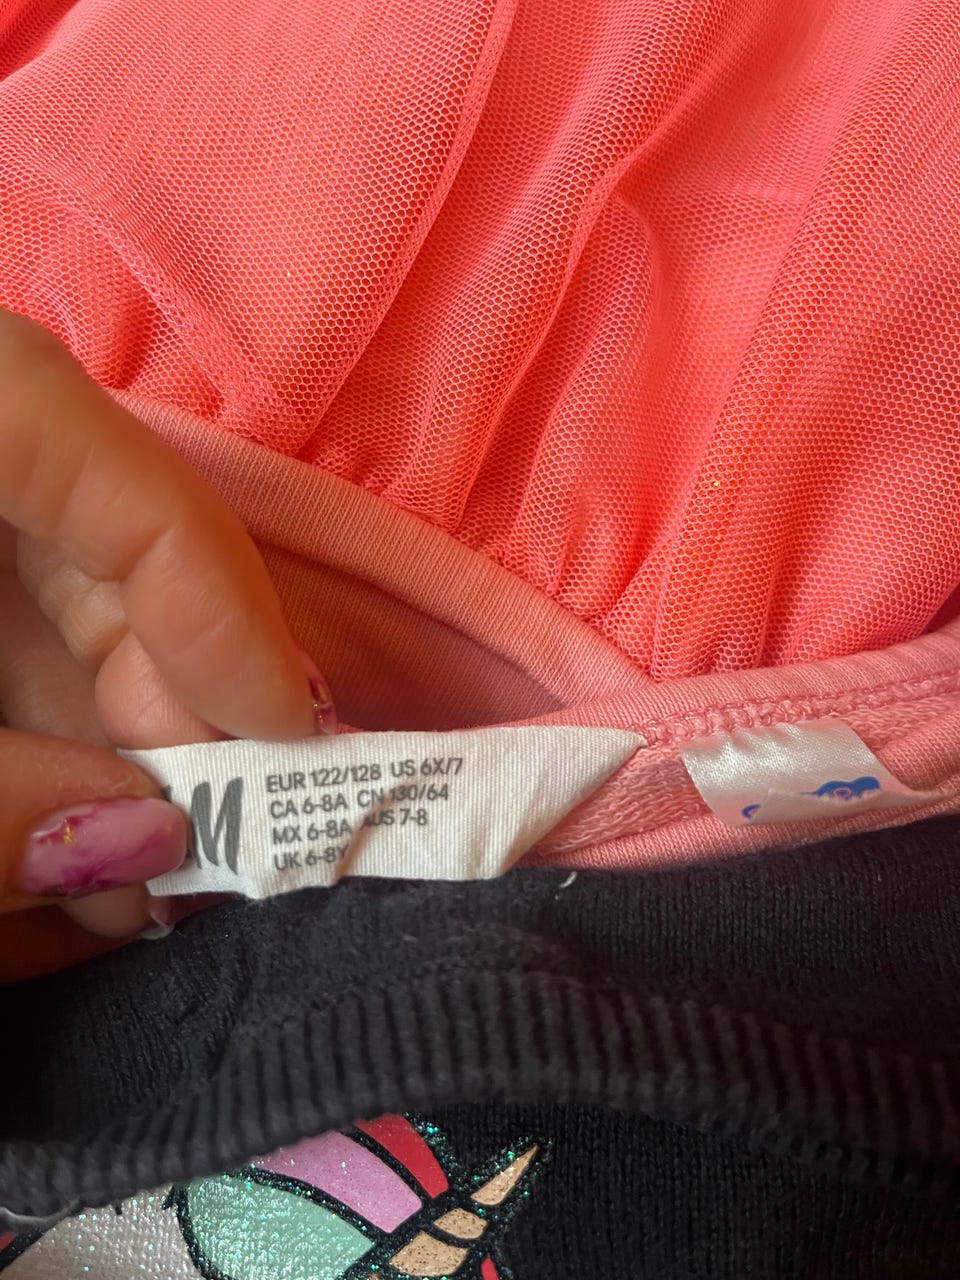 M
EUR 122/128 US 6X/7
CA 6-8A CN 130/64
MX 6-8A AUS 7-8
UK 6-8Y